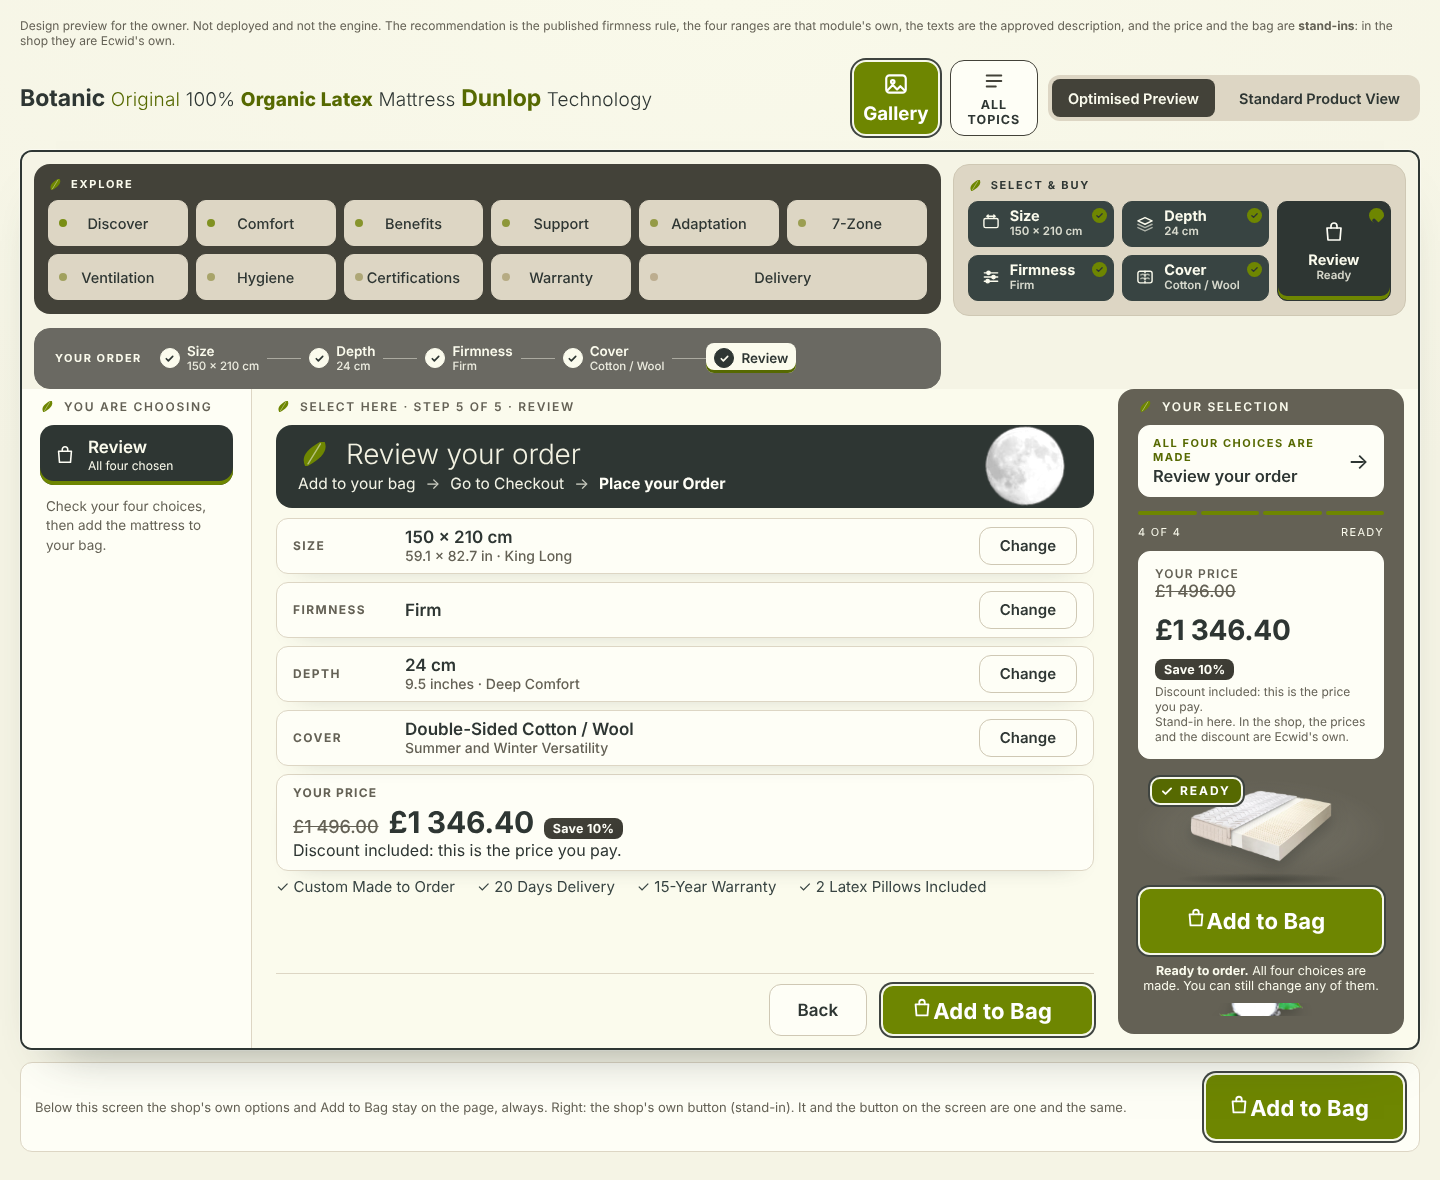 Design preview for the owner. Not deployed and not the engine. The recommendation is the published firmness rule, the four ranges are that module's own, the texts are the approved description, and the price and the bag are stand-ins: in the
shop they are Ecwid's own.
Botanic Original 100% Organic Latex Mattress Dunlop Technology
Gallery
ALL
TOPICS
Optimised Preview
Standard Product View
EXPLORE
Discover
Comfort
Benefits
Support
Adaptation
7-Zone
Ventilation
Hygiene
Certifications
Warranty
Delivery
SELECT & BUY
Size
150 × 210 cm
Depth
24 cm
Firmness
Firm
Cover
Cotton / Wool
Review
Ready
YOUR ORDER
Size
150 × 210 cm
Depth
24 cm
Firmness
Firm
Cover
Cotton / Wool
Review
YOU ARE CHOOSING
Review
All four chosen
Check your four choices,
then add the mattress to
your bag.
SELECT HERE · STEP 5 OF 5 · REVIEW
Review your order
Add to your bag → Go to Checkout → Place your Order
SIZE
150 × 210 cm
59.1 × 82.7 in · King Long
Change
FIRMNESS
Firm
Change
DEPTH
24 cm
9.5 inches · Deep Comfort
Change
COVER
Double-Sided Cotton / Wool
Summer and Winter Versatility
Change
YOUR PRICE
£1 496.00 £1 346.40 Save 10%
Discount included: this is the price you pay.
✓ Custom Made to Order ✓ 20 Days Delivery ✓ 15-Year Warranty ✓ 2 Latex Pillows Included
Back
Add to Bag
YOUR SELECTION
ALL FOUR CHOICES ARE
MADE
Review your order →
4 OF 4
READY
YOUR PRICE
£1 496.00
£1 346.40
Save 10%
Discount included: this is the price
you pay.
Stand-in here. In the shop, the prices
and the discount are Ecwid's own.
✓ READY
Add to Bag
Ready to order. All four choices are
made. You can still change any of them.
Below this screen the shop's own options and Add to Bag stay on the page, always. Right: the shop's own button (stand-in). It and the button on the screen are one and the same.
Add to Bag